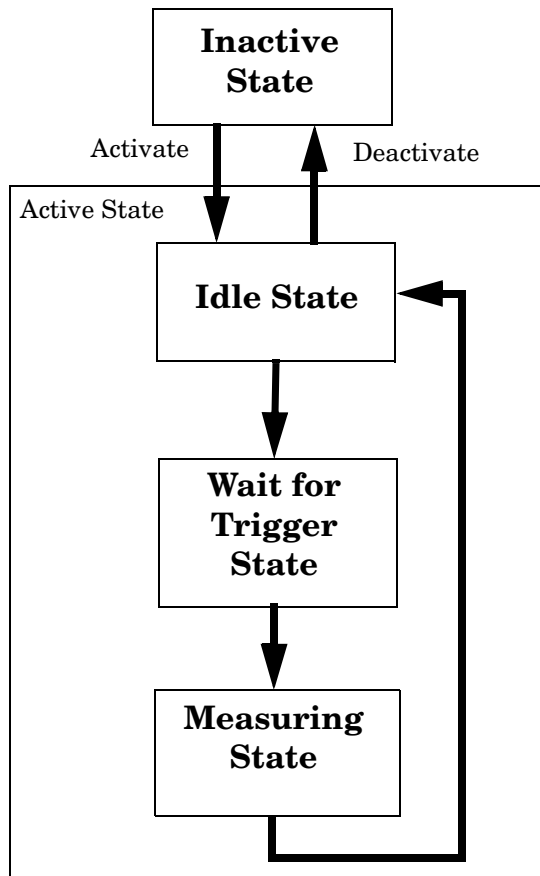 Inactive
State
Activate
Deactivate
Active State
Idle State
Wait for
Trigger
State
Measuring
State